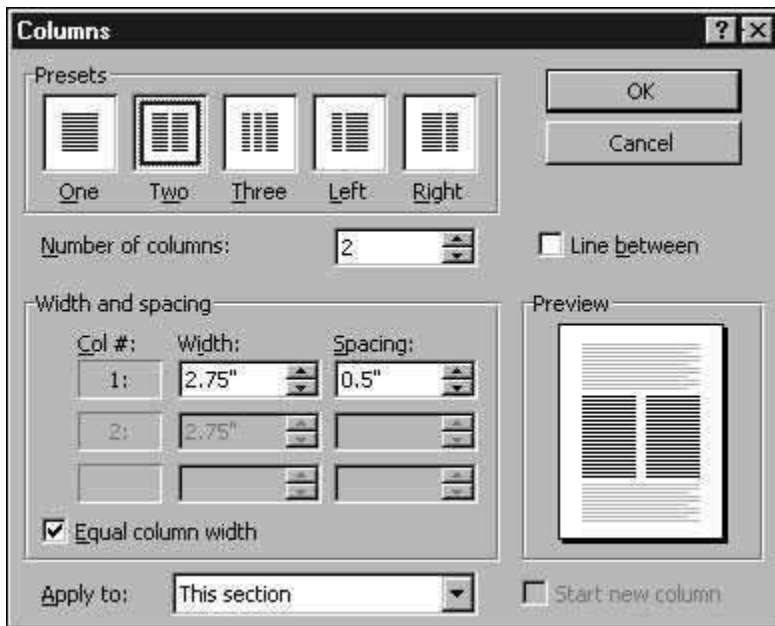 Columns
Presets
OK
Cancel
One Two Three Left Right
Number of columns: 2
Line between
Width and spacing
Preview
Col #: Width: Spacing:
1: 2.75" 0.5"
2: 2.75"
Equal column width
Apply to: This section
Start new column